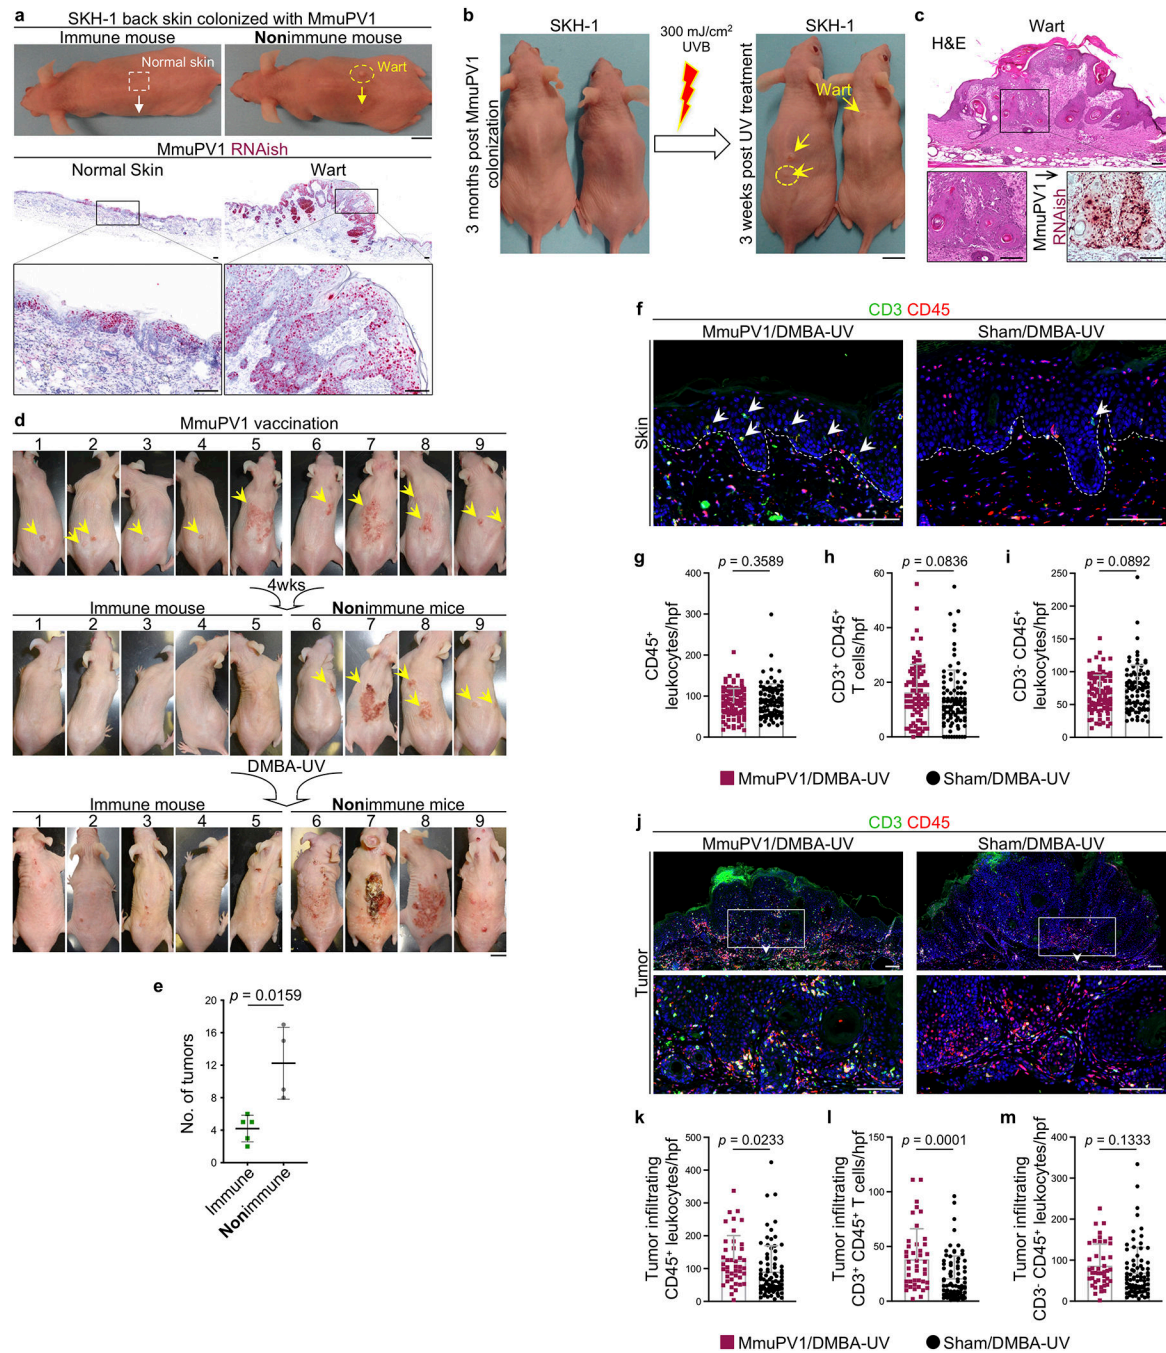 a
SKH-1 back skin colonized with MmuPV1
Immune mouse
Nonimmune mouse
Normal skin
Wart
MmuPV1 RNAish
Normal Skin
Wart
b
SKH-1
300 mJ/cm²
UVB
SKH-1
3 months post MmuPV1
colonization
3 weeks post UV treatment
Wart
c
Wart
H&E
MmuPV1
RNAish
d
MmuPV1 vaccination
1 2 3 4 5 6 7 8 9
4wks
Immune mouse
Nonimmune mice
1 2 3 4 5 6 7 8 9
DMBA-UV
Immune mouse
Nonimmune mice
1 2 3 4 5 6 7 8 9
e
p = 0.0159
No. of tumors
20
16
12
8
4
0
Immune
Nonimmune
f
CD3 CD45
MmuPV1/DMBA-UV
Sham/DMBA-UV
Skin
g
p = 0.3589
CD45⁺
leukocytes/hpf
400
300
200
100
0
h
p = 0.0836
CD3⁺ CD45⁺
T cells/hpf
60
40
20
0
i
p = 0.0892
CD3⁻ CD45⁺
leukocytes/hpf
250
200
150
100
50
0
MmuPV1/DMBA-UV
Sham/DMBA-UV
j
CD3 CD45
MmuPV1/DMBA-UV
Sham/DMBA-UV
Tumor
k
p = 0.0233
Tumor infiltrating
CD45⁺ leukocytes/hpf
500
400
300
200
100
0
l
p = 0.0001
Tumor infiltrating
CD3⁺ CD45⁺ T cells/hpf
150
100
50
0
m
p = 0.1333
Tumor infiltrating
CD3⁻ CD45⁺ leukocytes/hpf
400
300
200
100
0
MmuPV1/DMBA-UV
Sham/DMBA-UV